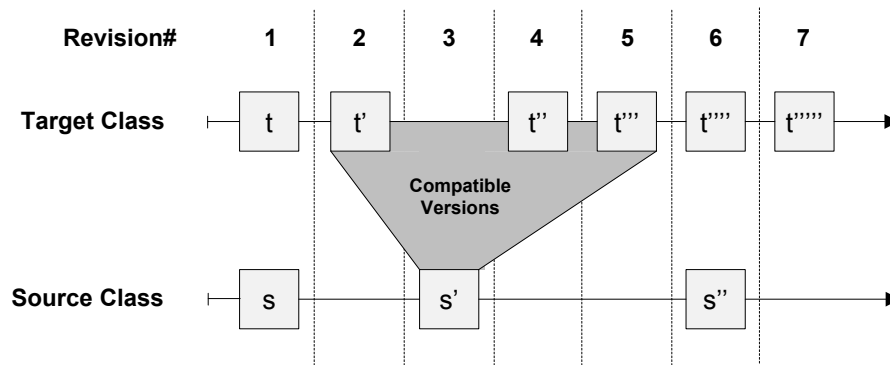 Revision# 1 2 3 4 5 6 7
Target Class t t' t'' t''' t'''' t'''''
Compatible
Versions
Source Class s s' s''